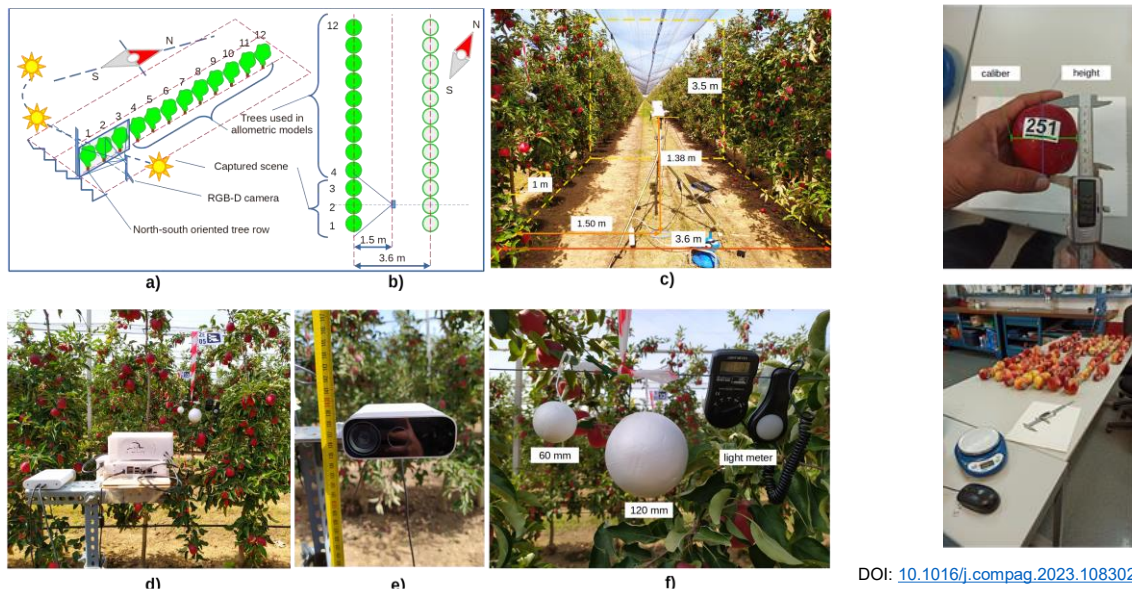 N
S
12
11
10
9
8
7
6
5
4
3
2
1
Trees used in
allometric models
Captured scene
RGB-D camera
North-south oriented tree row
a)
12
4
3
2
1
N
S
1.5 m
3.6 m
b)
3.5 m
1.38 m
1 m
1.50 m
3.6 m
c)
caliber
height
251
d)
e)
60 mm
120 mm
light meter
f)
DOI: 10.1016/j.compag.2023.108302